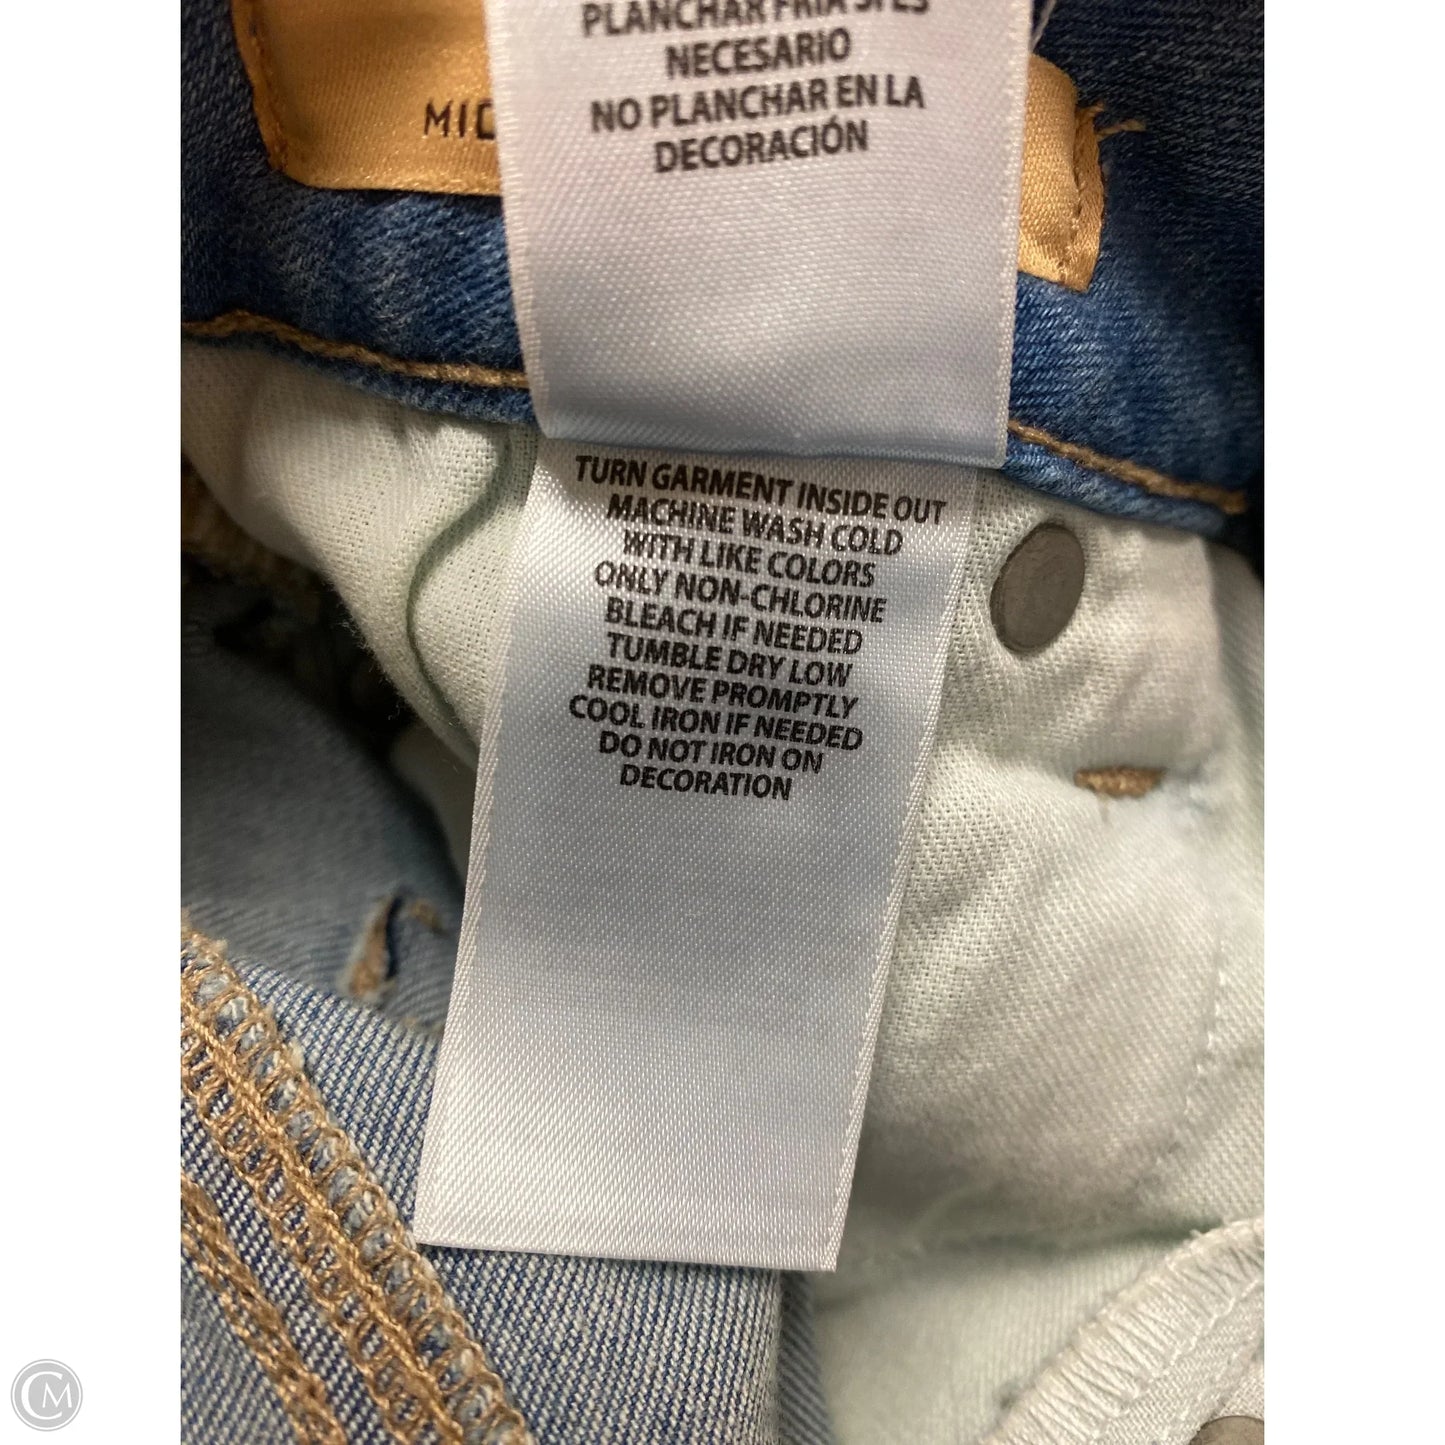 PLANCHAR FRIA SI ES
NECESARIO
NO PLANCHAR EN LA
DECORACIÓN
MIC
TURN GARMENT INSIDE OUT
MACHINE WASH COLD
WITH LIKE COLORS
ONLY NON-CHLORINE
BLEACH IF NEEDED
TUMBLE DRY LOW
REMOVE PROMPTLY
COOL IRON IF NEEDED
DO NOT IRON ON
DECORATION
CM